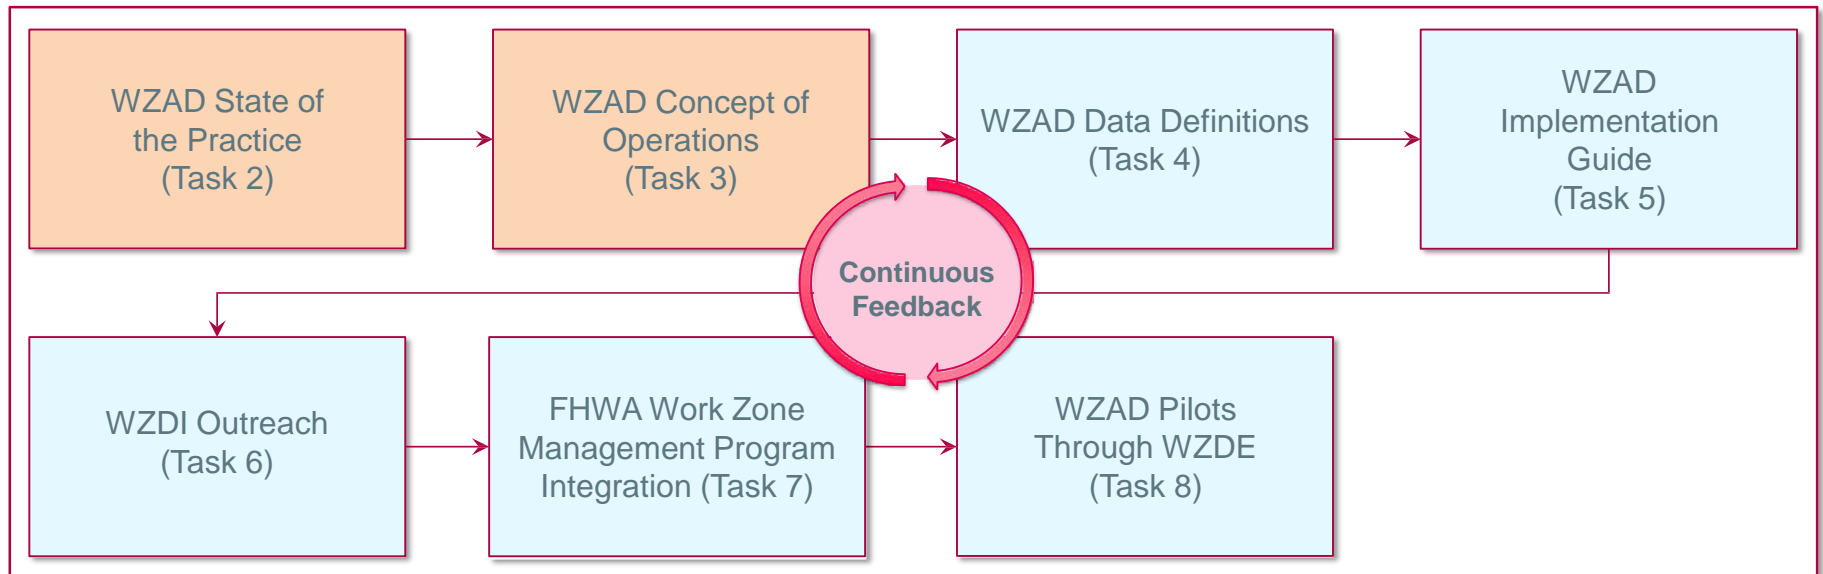 WZAD State of
the Practice
(Task 2)
WZAD Concept of
Operations
(Task 3)
WZAD Data Definitions
(Task 4)
WZAD
Implementation
Guide
(Task 5)
Continuous
Feedback
WZDI Outreach
(Task 6)
FHWA Work Zone
Management Program
Integration (Task 7)
WZAD Pilots
Through WZDE
(Task 8)